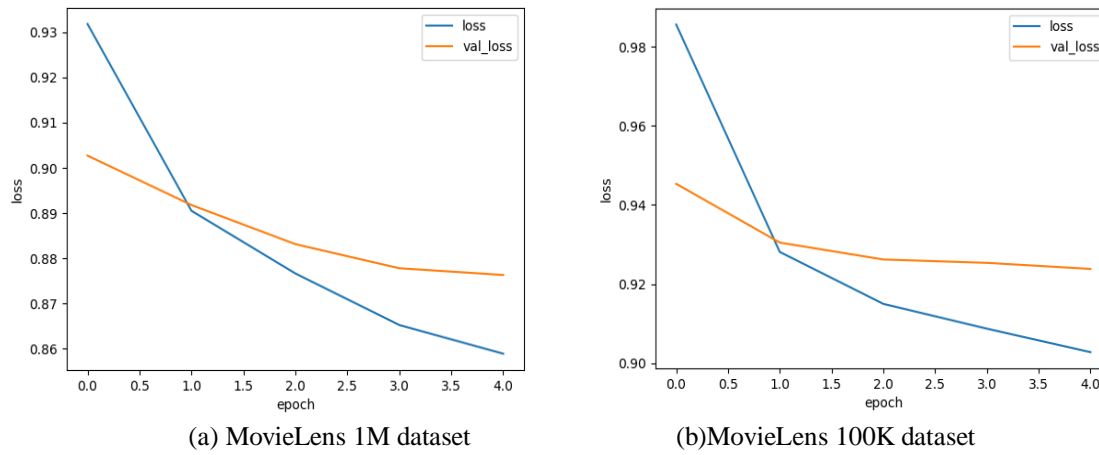 0.93
0.92
0.91
0.90
0.89
0.88
0.87
0.86
loss
loss
val_loss
0.0 0.5 1.0 1.5 2.0 2.5 3.0 3.5 4.0
epoch
(a) MovieLens 1M dataset
0.98
0.96
0.94
0.92
0.90
loss
loss
val_loss
0.0 0.5 1.0 1.5 2.0 2.5 3.0 3.5 4.0
epoch
(b)MovieLens 100K dataset